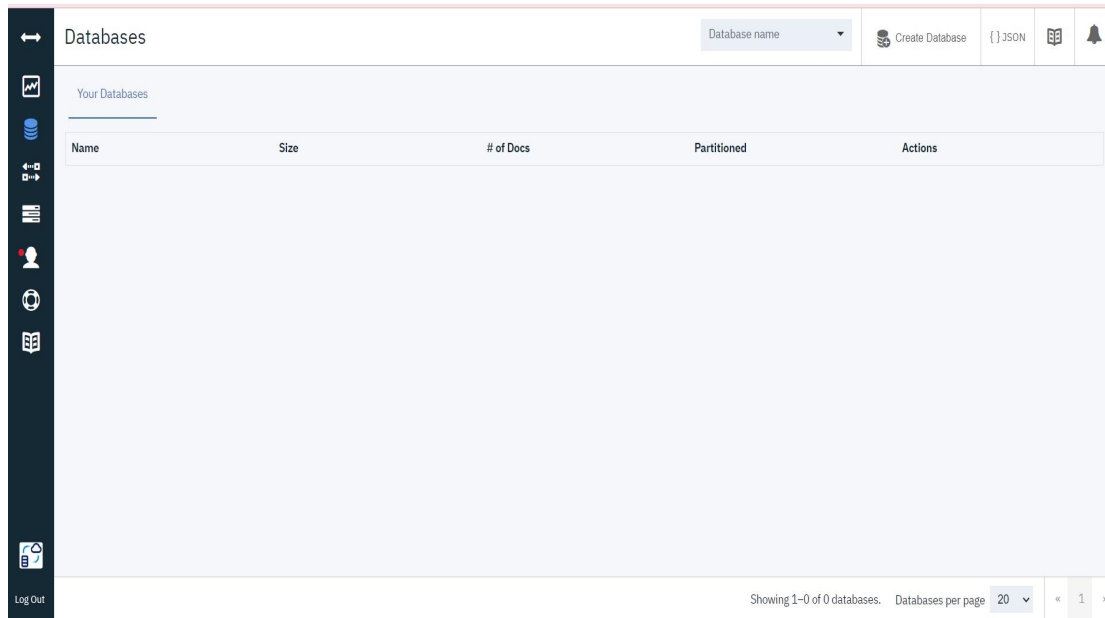 Databases
Database name
Create Database
{ } JSON
Your Databases
Name Size # of Docs Partitioned Actions
Log Out
Showing 1–0 of 0 databases. Databases per page 20 « 1 »